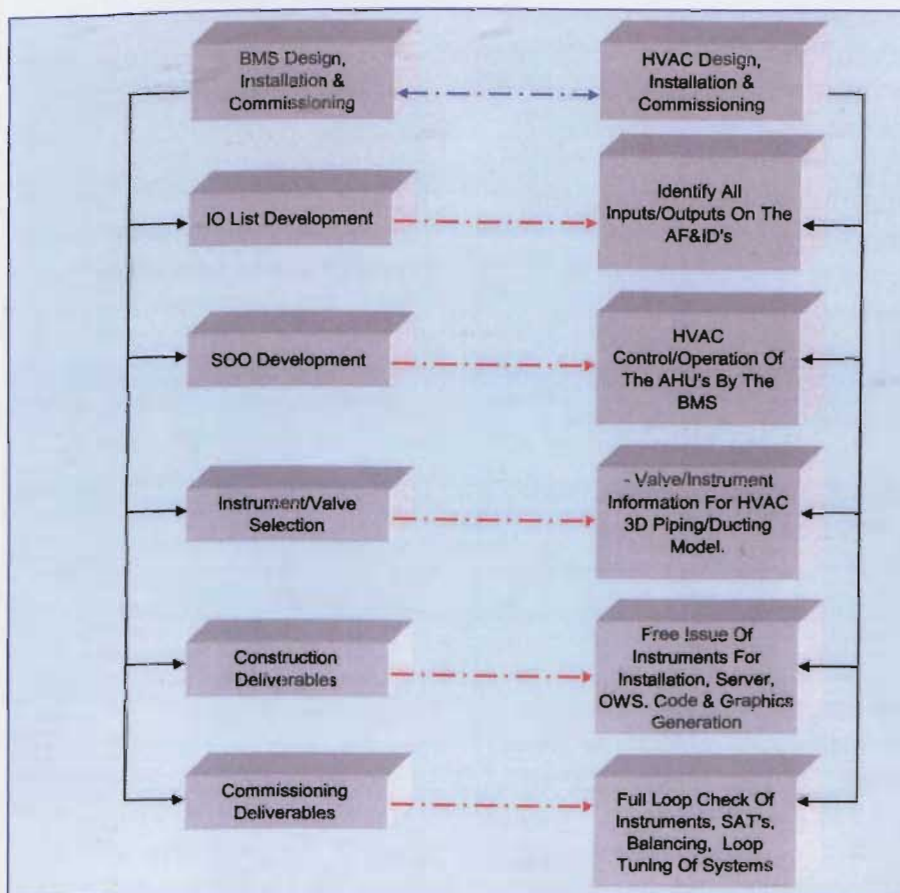 BMS Design,
Installation &
Commissioning
HVAC Design,
Installation &
Commissioning
IO List Development
Identify All
Inputs/Outputs On The
AF&ID's
SOO Development
HVAC
Control/Operation Of
The AHU's By The
BMS
Instrument/Valve
Selection
- Valve/Instrument
Information For HVAC
3D Piping/Ducting
Model.
Construction
Deliverables
Free Issue Of
Instruments For
Installation, Server,
OWS, Code & Graphics
Generation
Commissioning
Deliverables
Full Loop Check Of
Instruments, SAT's,
Balancing, Loop
Tuning Of Systems